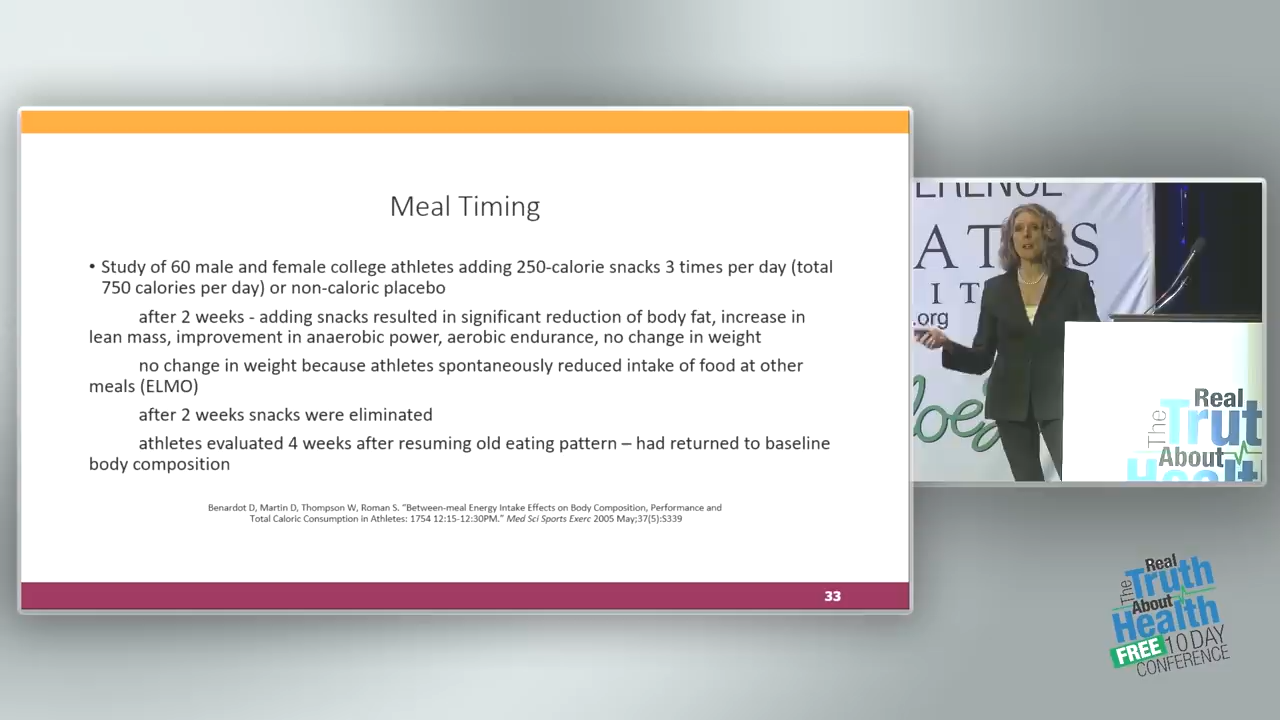 Meal Timing
• Study of 60 male and female college athletes adding 250-calorie snacks 3 times per day (total
750 calories per day) or non-caloric placebo
after 2 weeks - adding snacks resulted in significant reduction of body fat, increase in
lean mass, improvement in anaerobic power, aerobic endurance, no change in weight
no change in weight because athletes spontaneously reduced intake of food at other
meals (ELMO)
after 2 weeks snacks were eliminated
athletes evaluated 4 weeks after resuming old eating pattern – had returned to baseline
body composition
Benardot D, Martin D, Thompson W, Roman S. "Between-meal Energy Intake Effects on Body Composition, Performance and
Total Caloric Consumption in Athletes: 1754 12:15-12:30PM." Med Sci Sports Exerc 2005 May;37(5):S339
33
.org
The
Real
Truth
About
Health
The
Real
Truth
About
Health
FREE 10 DAY
CONFERENCE